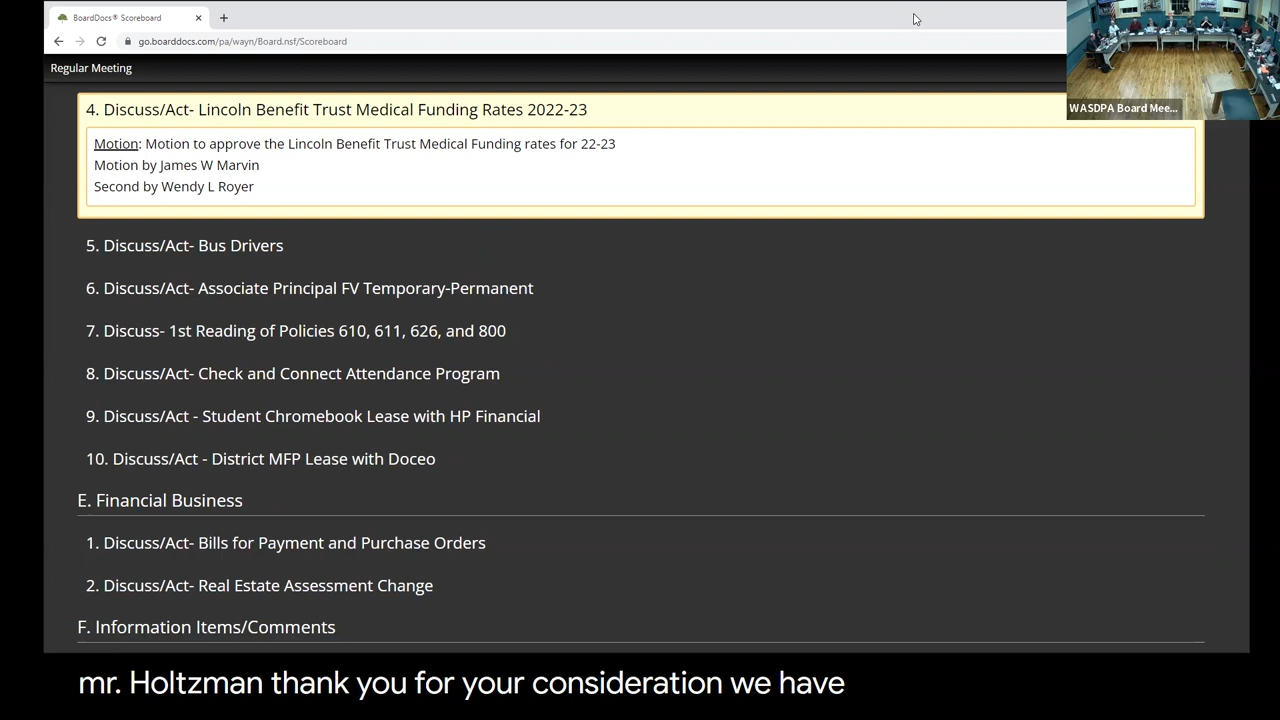 BoardDocs® Scoreboard
go.boarddocs.com/pa/wayn/Board.nsf/Scoreboard
Regular Meeting
WASDPA Board Mee...
4. Discuss/Act- Lincoln Benefit Trust Medical Funding Rates 2022-23
Motion: Motion to approve the Lincoln Benefit Trust Medical Funding rates for 22-23
Motion by James W Marvin
Second by Wendy L Royer
5. Discuss/Act- Bus Drivers
6. Discuss/Act- Associate Principal FV Temporary-Permanent
7. Discuss- 1st Reading of Policies 610, 611, 626, and 800
8. Discuss/Act- Check and Connect Attendance Program
9. Discuss/Act - Student Chromebook Lease with HP Financial
10. Discuss/Act - District MFP Lease with Doceo
E. Financial Business
1. Discuss/Act- Bills for Payment and Purchase Orders
2. Discuss/Act- Real Estate Assessment Change
F. Information Items/Comments
mr. Holtzman thank you for your consideration we have